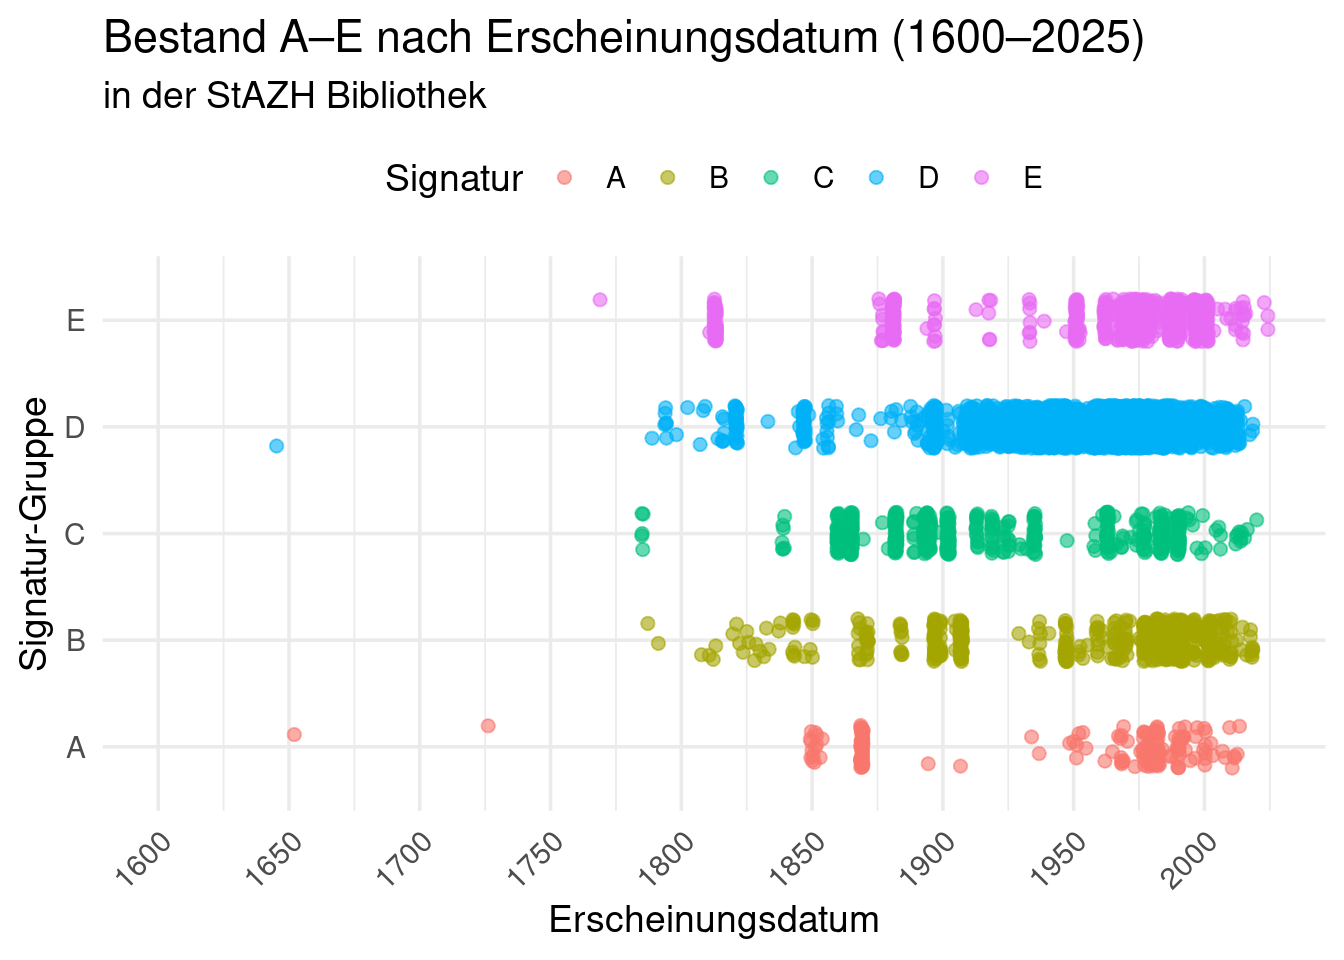 Bestand A–E nach Erscheinungsdatum (1600–2025)
in der StAZH Bibliothek
Signatur A B C D E
Signatur-Gruppe
E
D
C
B
A
1600 1650 1700 1750 1800 1850 1900 1950 2000
Erscheinungsdatum